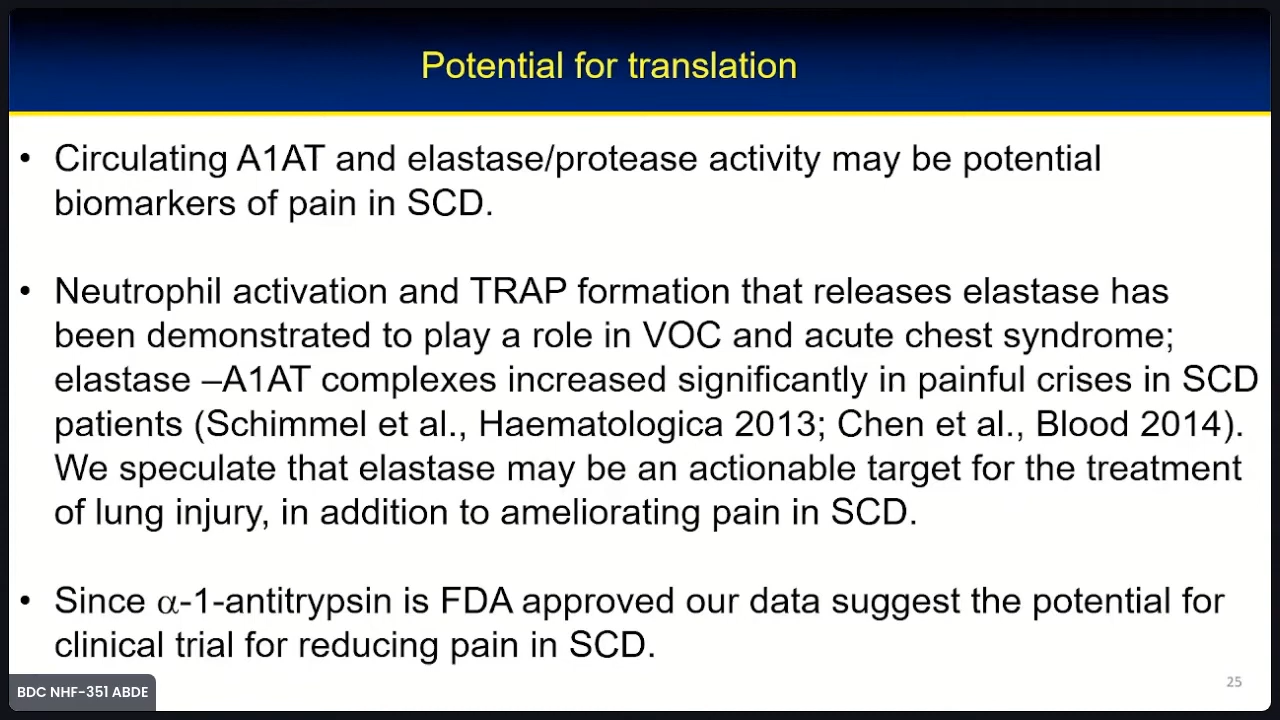 Potential for translation
• Circulating A1AT and elastase/protease activity may be potential
biomarkers of pain in SCD.
• Neutrophil activation and TRAP formation that releases elastase has
been demonstrated to play a role in VOC and acute chest syndrome;
elastase –A1AT complexes increased significantly in painful crises in SCD
patients (Schimmel et al., Haematologica 2013; Chen et al., Blood 2014).
We speculate that elastase may be an actionable target for the treatment
of lung injury, in addition to ameliorating pain in SCD.
• Since α-1-antitrypsin is FDA approved our data suggest the potential for
clinical trial for reducing pain in SCD.
BDC NHF-351 ABDE
25